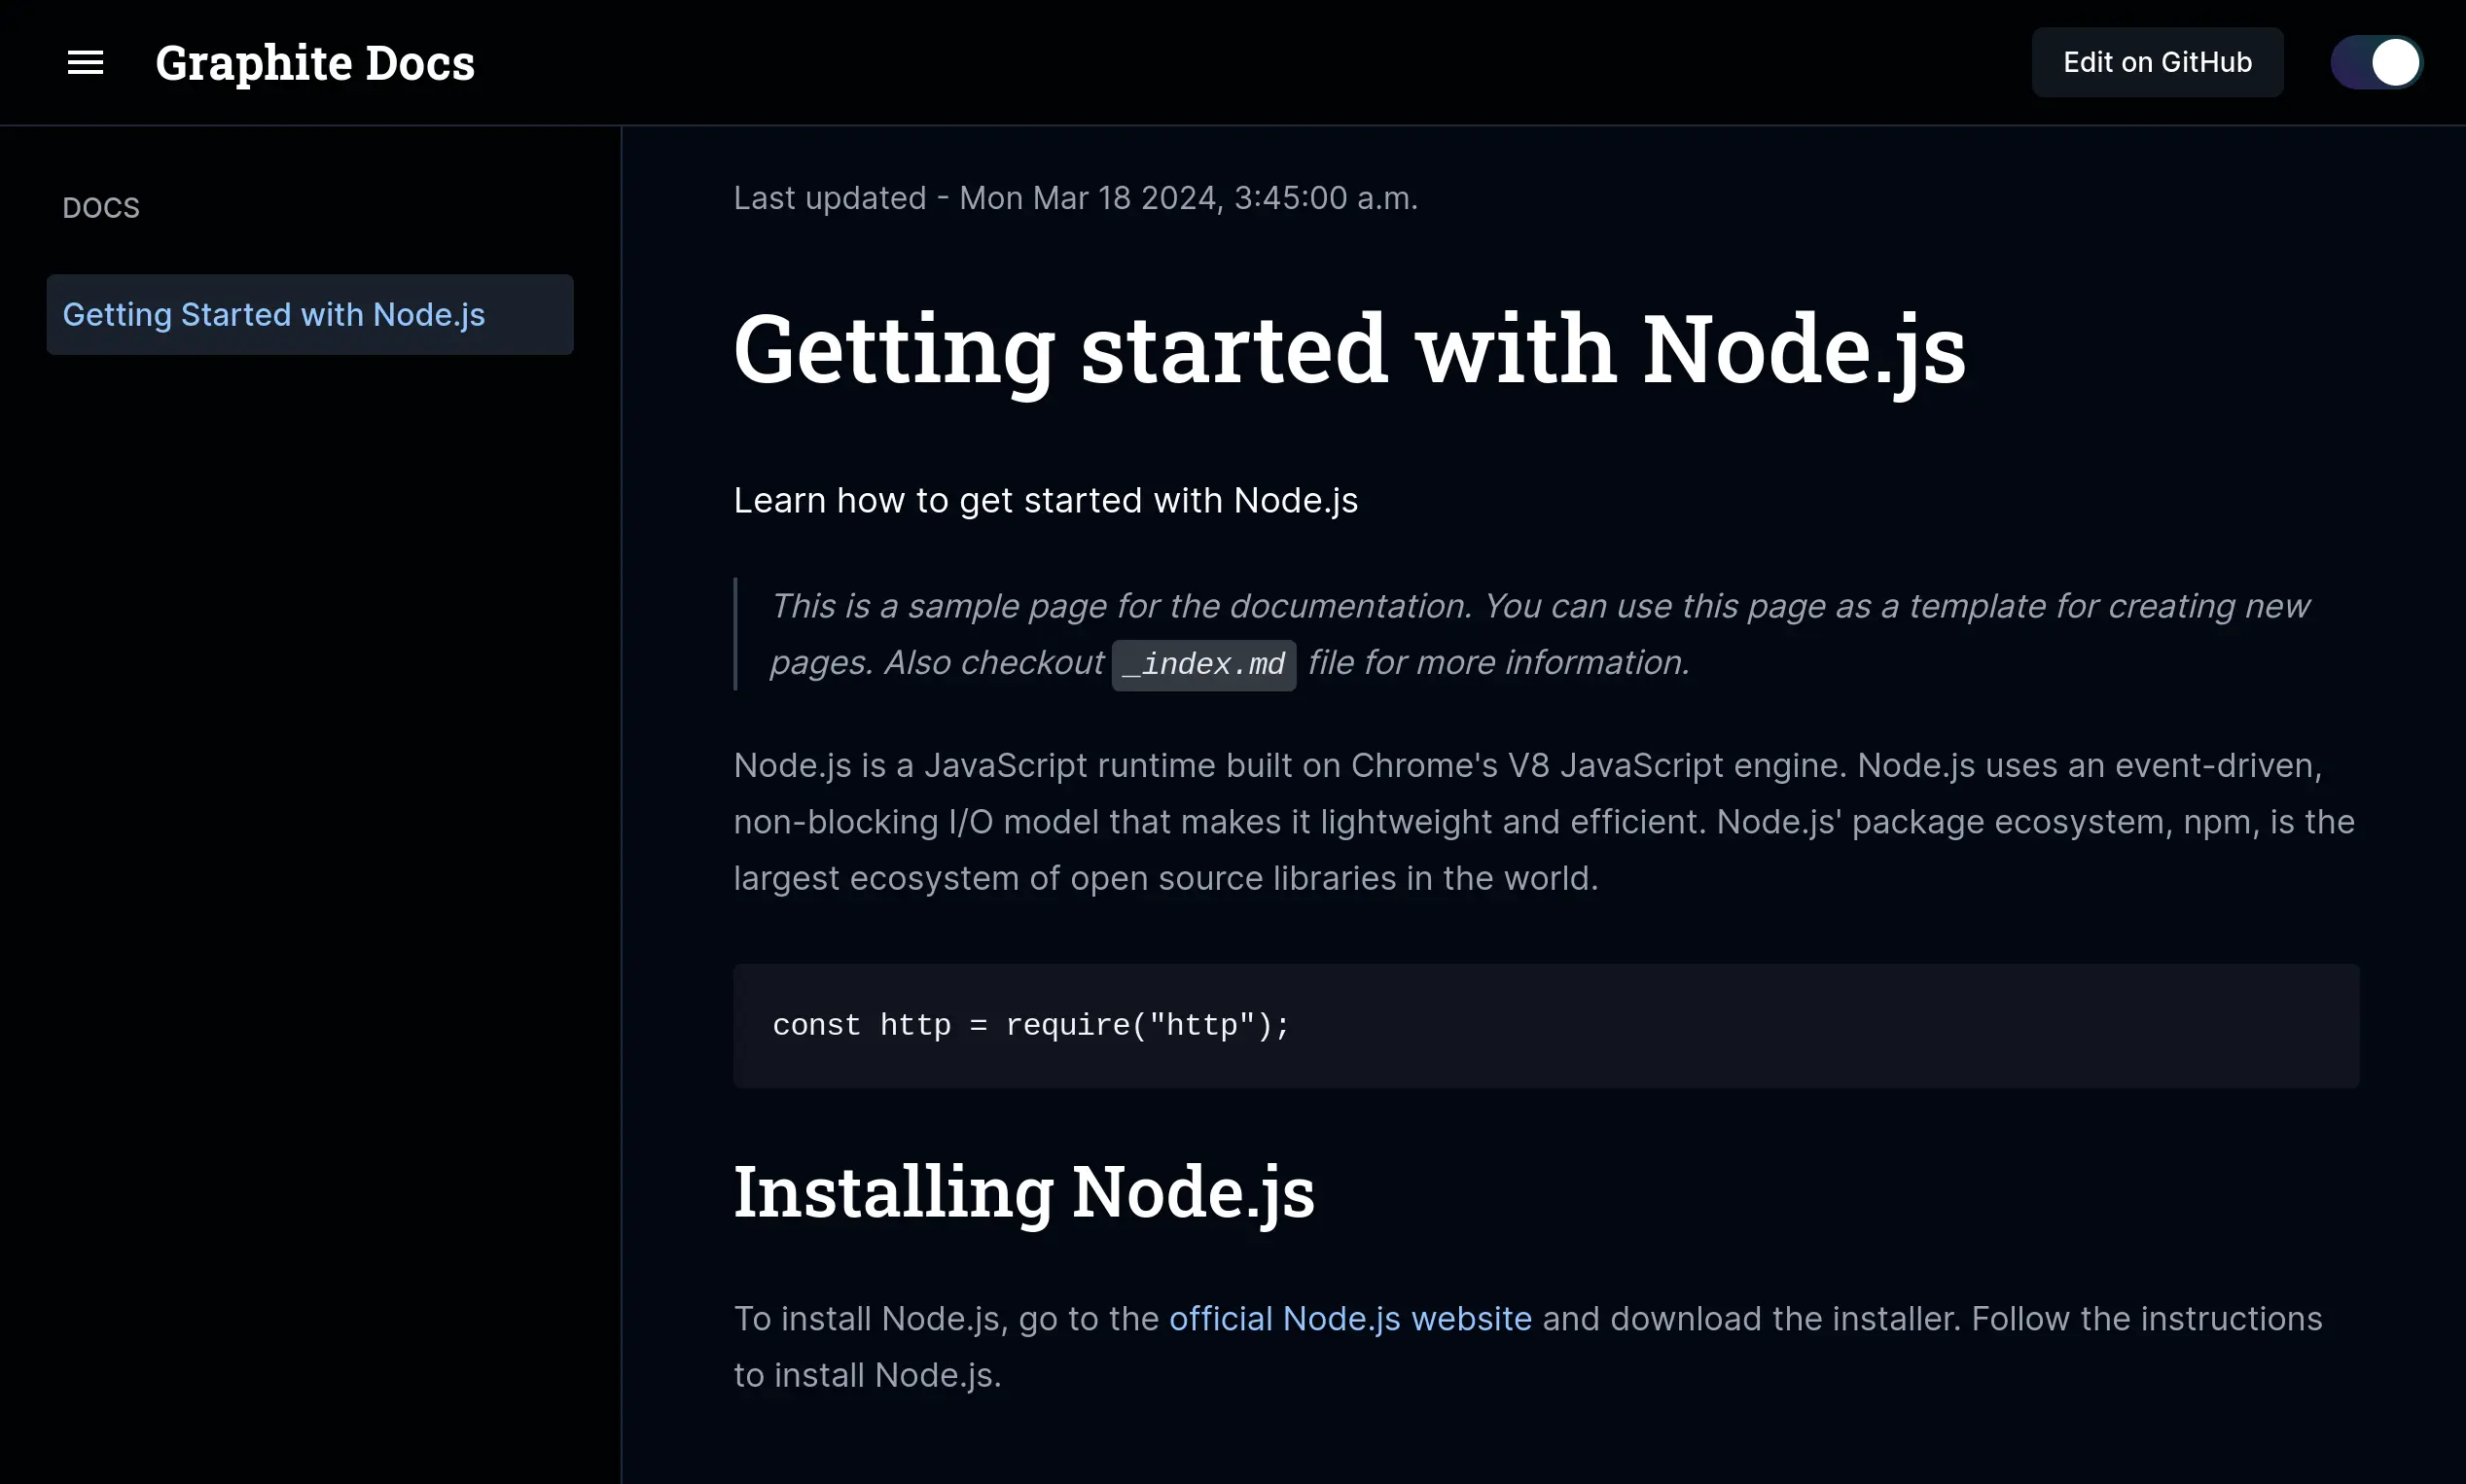 Graphite Docs
Edit on GitHub
DOCS
Getting Started with Node.js
Last updated - Mon Mar 18 2024, 3:45:00 a.m.
Getting started with Node.js
Learn how to get started with Node.js
This is a sample page for the documentation. You can use this page as a template for creating new
pages. Also checkout _index.md file for more information.
Node.js is a JavaScript runtime built on Chrome's V8 JavaScript engine. Node.js uses an event-driven,
non-blocking I/O model that makes it lightweight and efficient. Node.js' package ecosystem, npm, is the
largest ecosystem of open source libraries in the world.
const http = require("http");
Installing Node.js
To install Node.js, go to the official Node.js website and download the installer. Follow the instructions
to install Node.js.